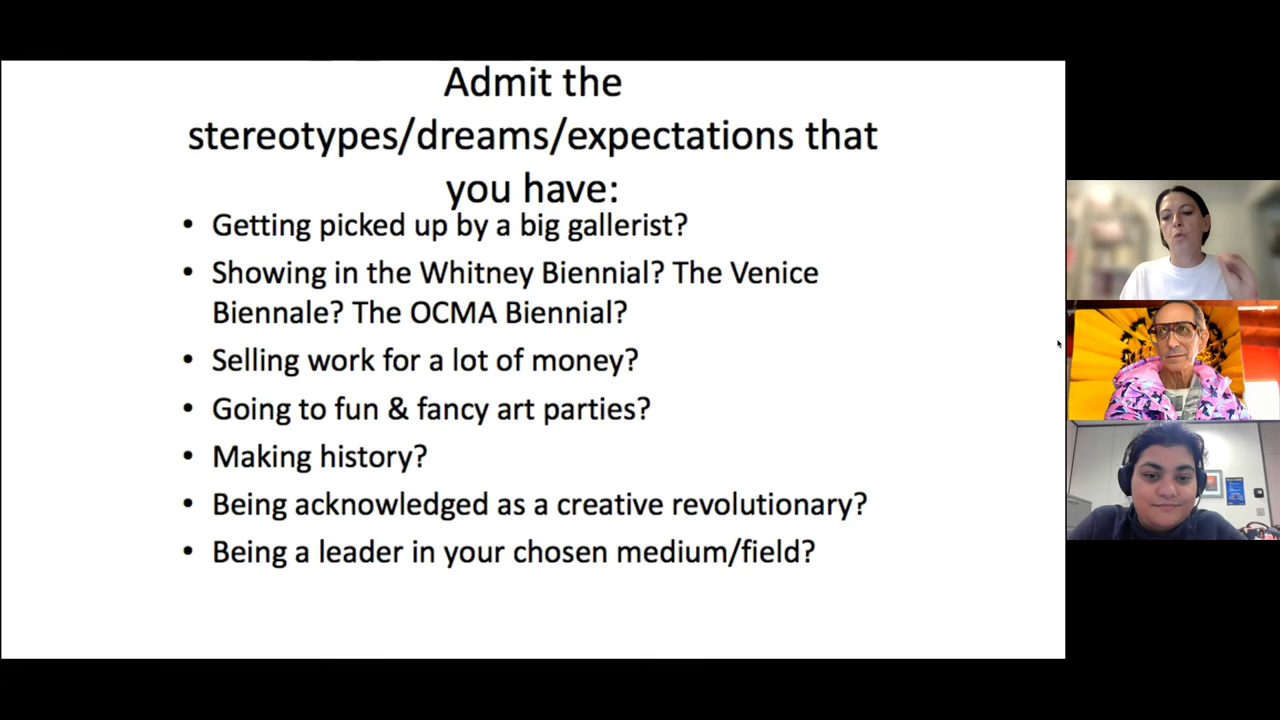 Admit the
stereotypes/dreams/expectations that
you have:
• Getting picked up by a big gallerist?
• Showing in the Whitney Biennial? The Venice
Biennale? The OCMA Biennial?
• Selling work for a lot of money?
• Going to fun & fancy art parties?
• Making history?
• Being acknowledged as a creative revolutionary?
• Being a leader in your chosen medium/field?